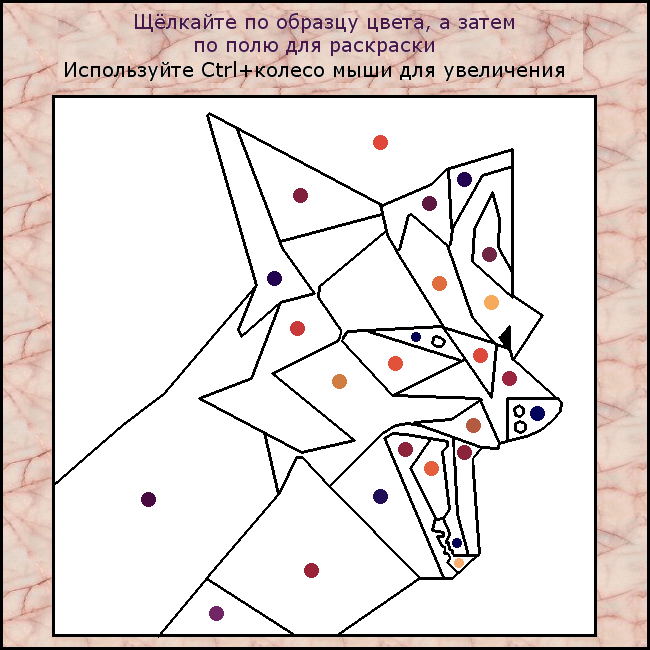 Щёлкайте по образцу цвета, а затем
по полю для раскраски
Используйте Ctrl+колесо мыши для увеличения